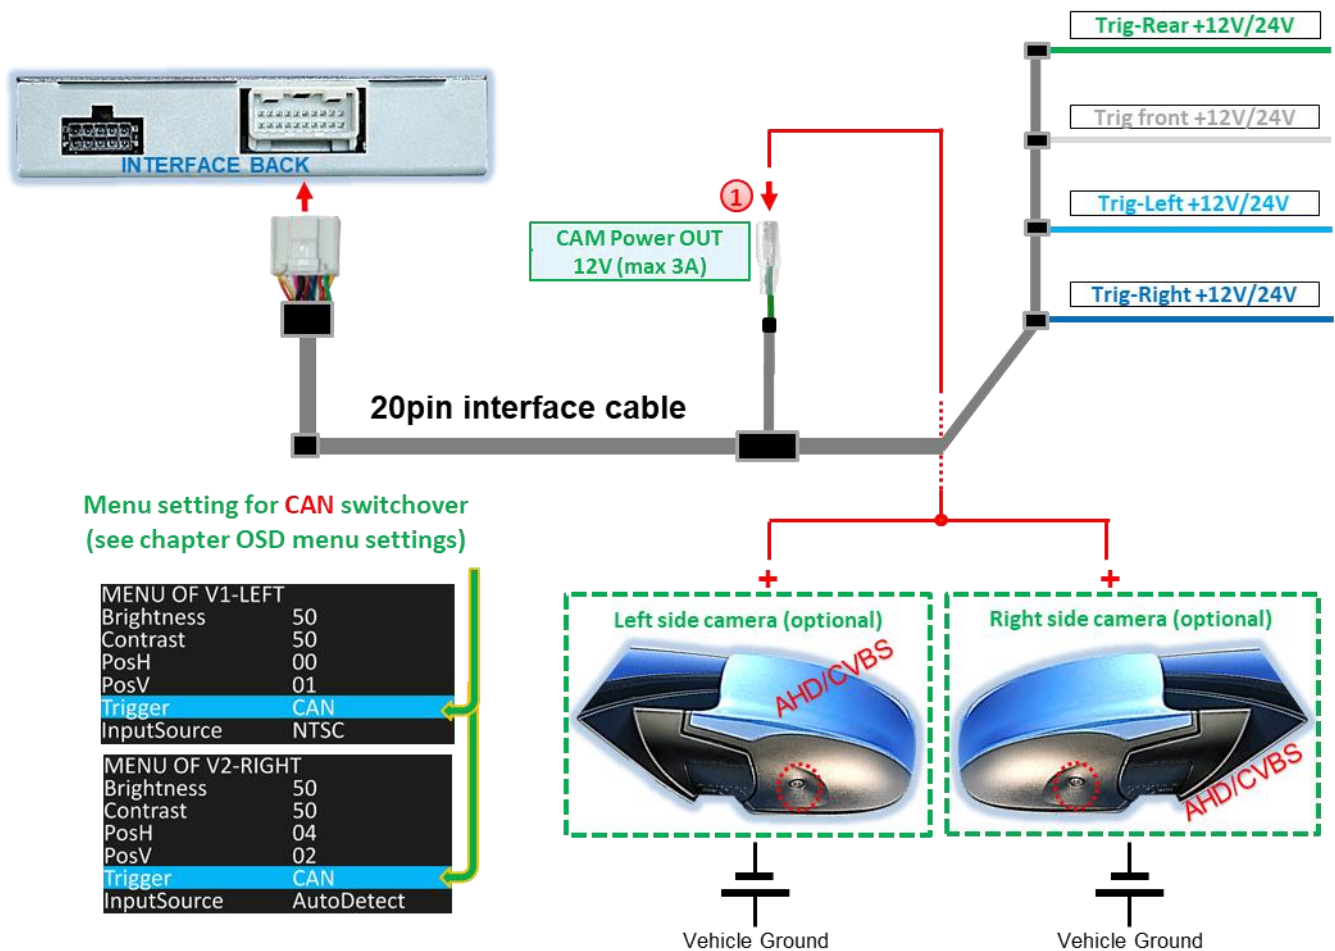 Trig-Rear +12V/24V
Trig front +12V/24V
Trig-Left +12V/24V
Trig-Right +12V/24V
INTERFACE BACK
1
CAM Power OUT
12V (max 3A)
20pin interface cable
Menu setting for CAN switchover
(see chapter OSD menu settings)
MENU OF V1-LEFT
Brightness 50
Contrast 50
PosH 00
PosV 01
Trigger CAN
InputSource NTSC
MENU OF V2-RIGHT
Brightness 50
Contrast 50
PosH 04
PosV 02
Trigger CAN
InputSource AutoDetect
+
+
Left side camera (optional)
AHD/CVBS
Right side camera (optional)
AHD/CVBS
Vehicle Ground
Vehicle Ground